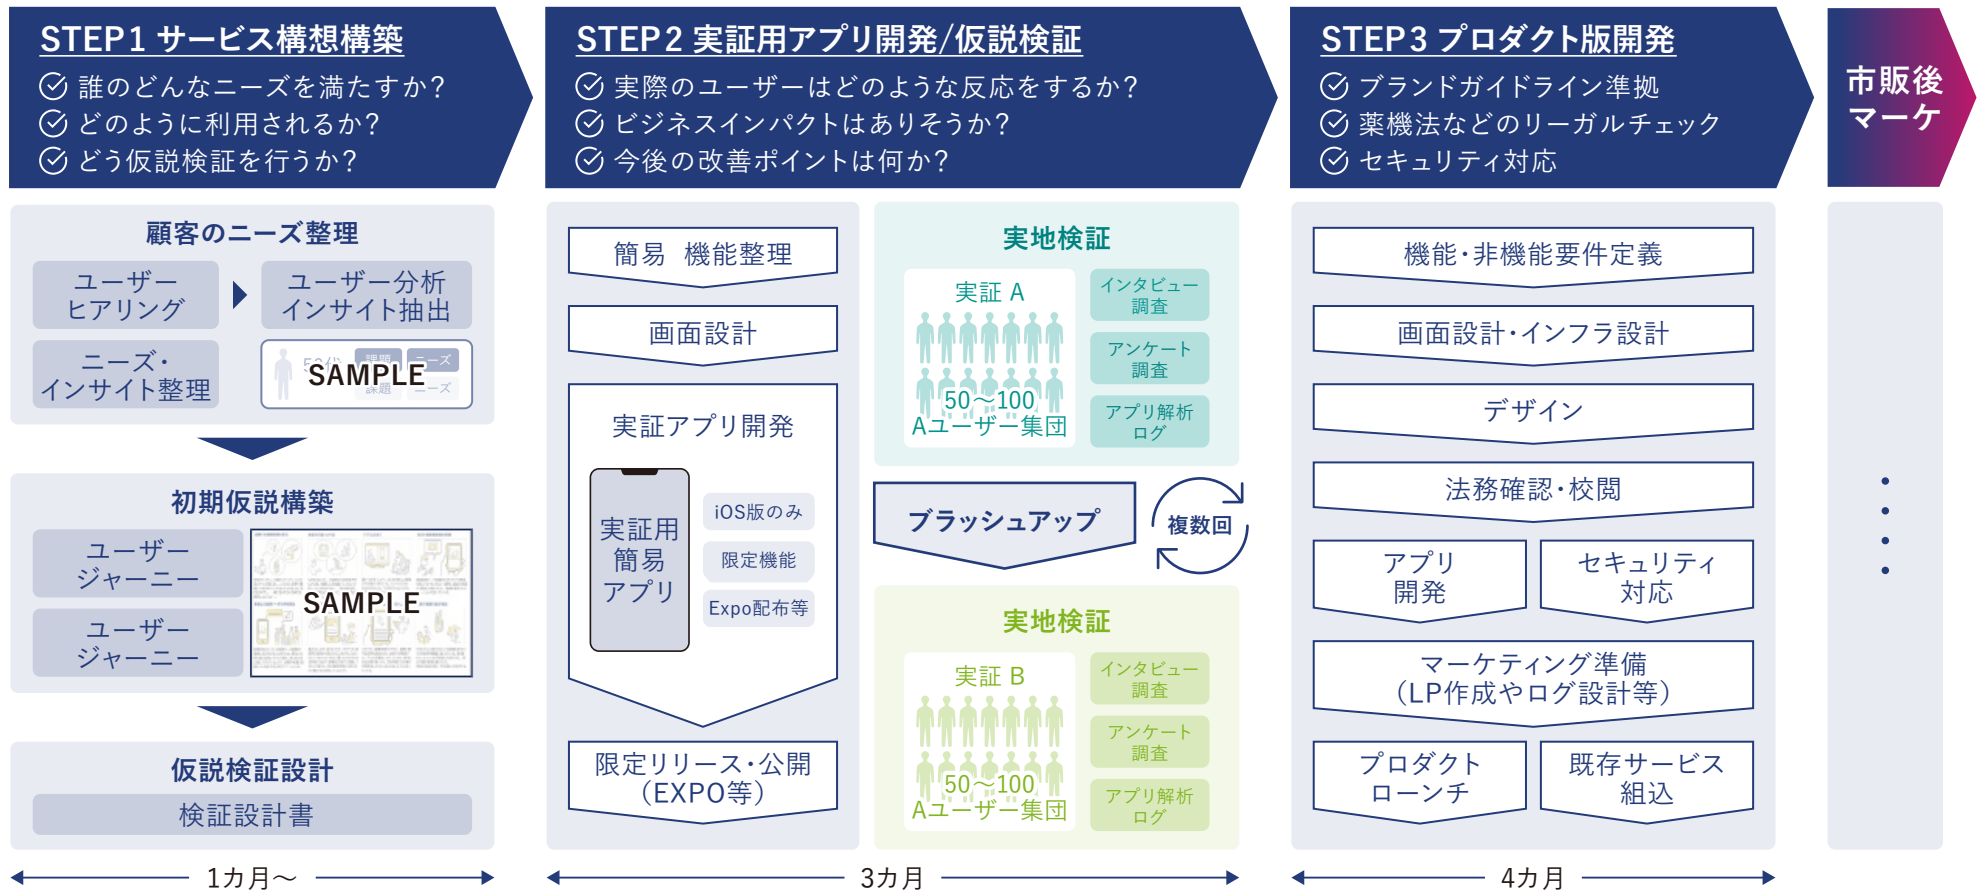 STEP1 サービス構想構築
誰のどんなニーズを満たすか?
どのように利用されるか?
どう仮説検証を行うか?
顧客のニーズ整理
ユーザー
ヒアリング
ユーザー分析
インサイト抽出
ニーズ・
インサイト整理
課題 ニーズ
SAMPLE
課題 ニーズ
初期仮説構築
ユーザー
ジャーニー
SAMPLE
ユーザー
ジャーニー
仮説検証設計
検証設計書
1カ月〜
STEP2 実証用アプリ開発/仮説検証
実際のユーザーはどのような反応をするか?
ビジネスインパクトはありそうか?
今後の改善ポイントは何か?
簡易 機能整理
画面設計
実証アプリ開発
実証用
簡易
アプリ
iOS版のみ
限定機能
Expo配布等
限定リリース・公開
(EXPO等)
実地検証
実証 A
50〜100
Aユーザー集団
インタビュー
調査
アンケート
調査
アプリ解析
ログ
ブラッシュアップ
複数回
実地検証
実証 B
50〜100
Aユーザー集団
インタビュー
調査
アンケート
調査
アプリ解析
ログ
3カ月
STEP3 プロダクト版開発
ブランドガイドライン準拠
薬機法などのリーガルチェック
セキュリティ対応
機能・非機能要件定義
画面設計・インフラ設計
デザイン
法務確認・校閲
アプリ
開発
セキュリティ
対応
マーケティング準備
(LP作成やログ設計等)
プロダクト
ローンチ
既存サービス
組込
4カ月
市販後
マーケ